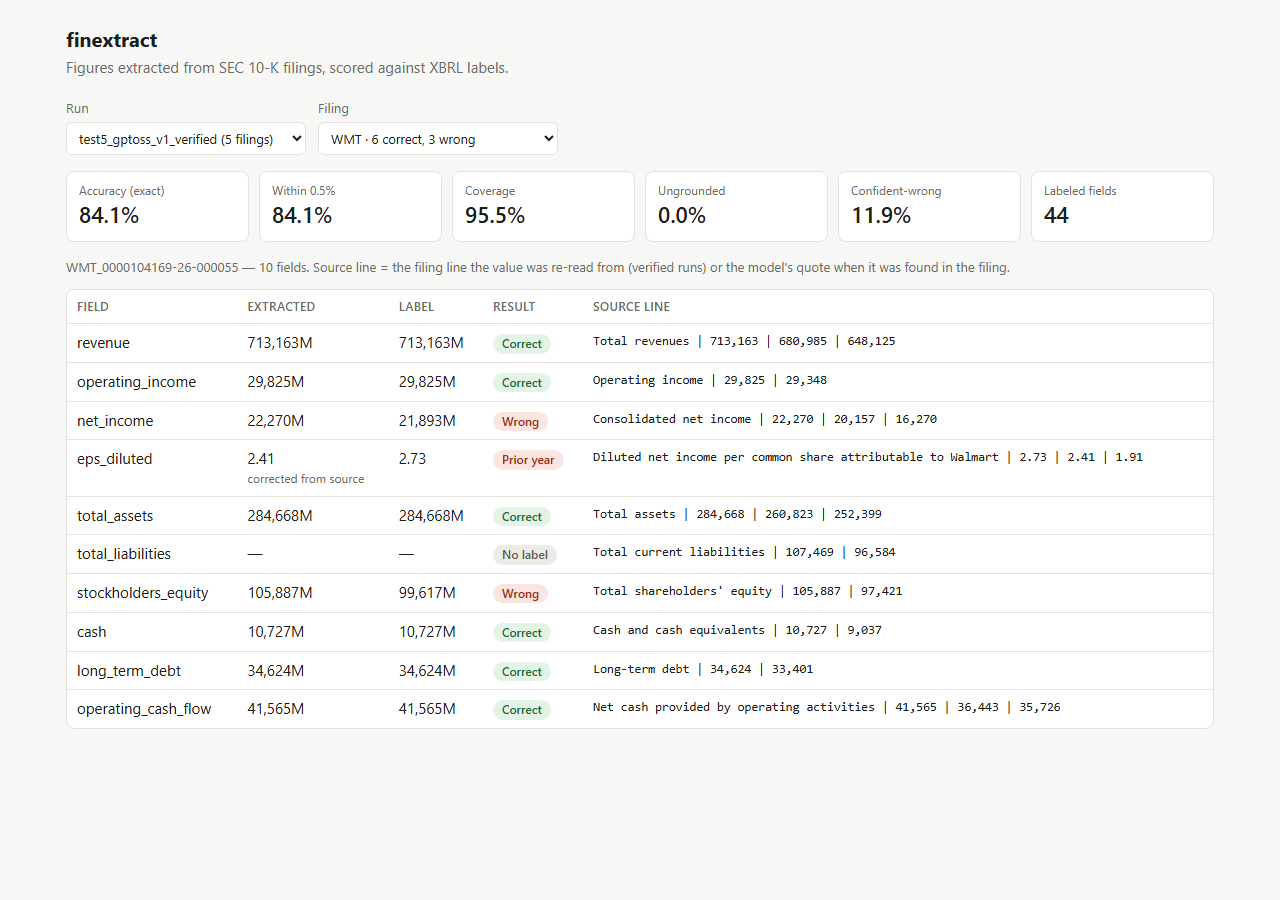 finextract
Figures extracted from SEC 10-K filings, scored against XBRL labels.
Run Filing
test5_gptoss_v1_verified (5 filings) WMT · 6 correct, 3 wrong
Accuracy (exact) Within 0.5% Coverage Ungrounded Confident-wrong Labeled fields
84.1% 84.1% 95.5% 0.0% 11.9% 44
WMT_0000104169-26-000055 — 10 fields. Source line = the filing line the value was re-read from (verified runs) or the model's quote when it was found in the filing.
FIELD EXTRACTED LABEL RESULT SOURCE LINE
revenue 713,163M 713,163M Correct Total revenues | 713,163 | 680,985 | 648,125
operating_income 29,825M 29,825M Correct Operating income | 29,825 | 29,348
net_income 22,270M 21,893M Wrong Consolidated net income | 22,270 | 20,157 | 16,270
eps_diluted 2.41 2.73 Prior year Diluted net income per common share attributable to Walmart | 2.73 | 2.41 | 1.91
corrected from source
total_assets 284,668M 284,668M Correct Total assets | 284,668 | 260,823 | 252,399
total_liabilities — — No label Total current liabilities | 107,469 | 96,584
stockholders_equity 105,887M 99,617M Wrong Total shareholders' equity | 105,887 | 97,421
cash 10,727M 10,727M Correct Cash and cash equivalents | 10,727 | 9,037
long_term_debt 34,624M 34,624M Correct Long-term debt | 34,624 | 33,401
operating_cash_flow 41,565M 41,565M Correct Net cash provided by operating activities | 41,565 | 36,443 | 35,726